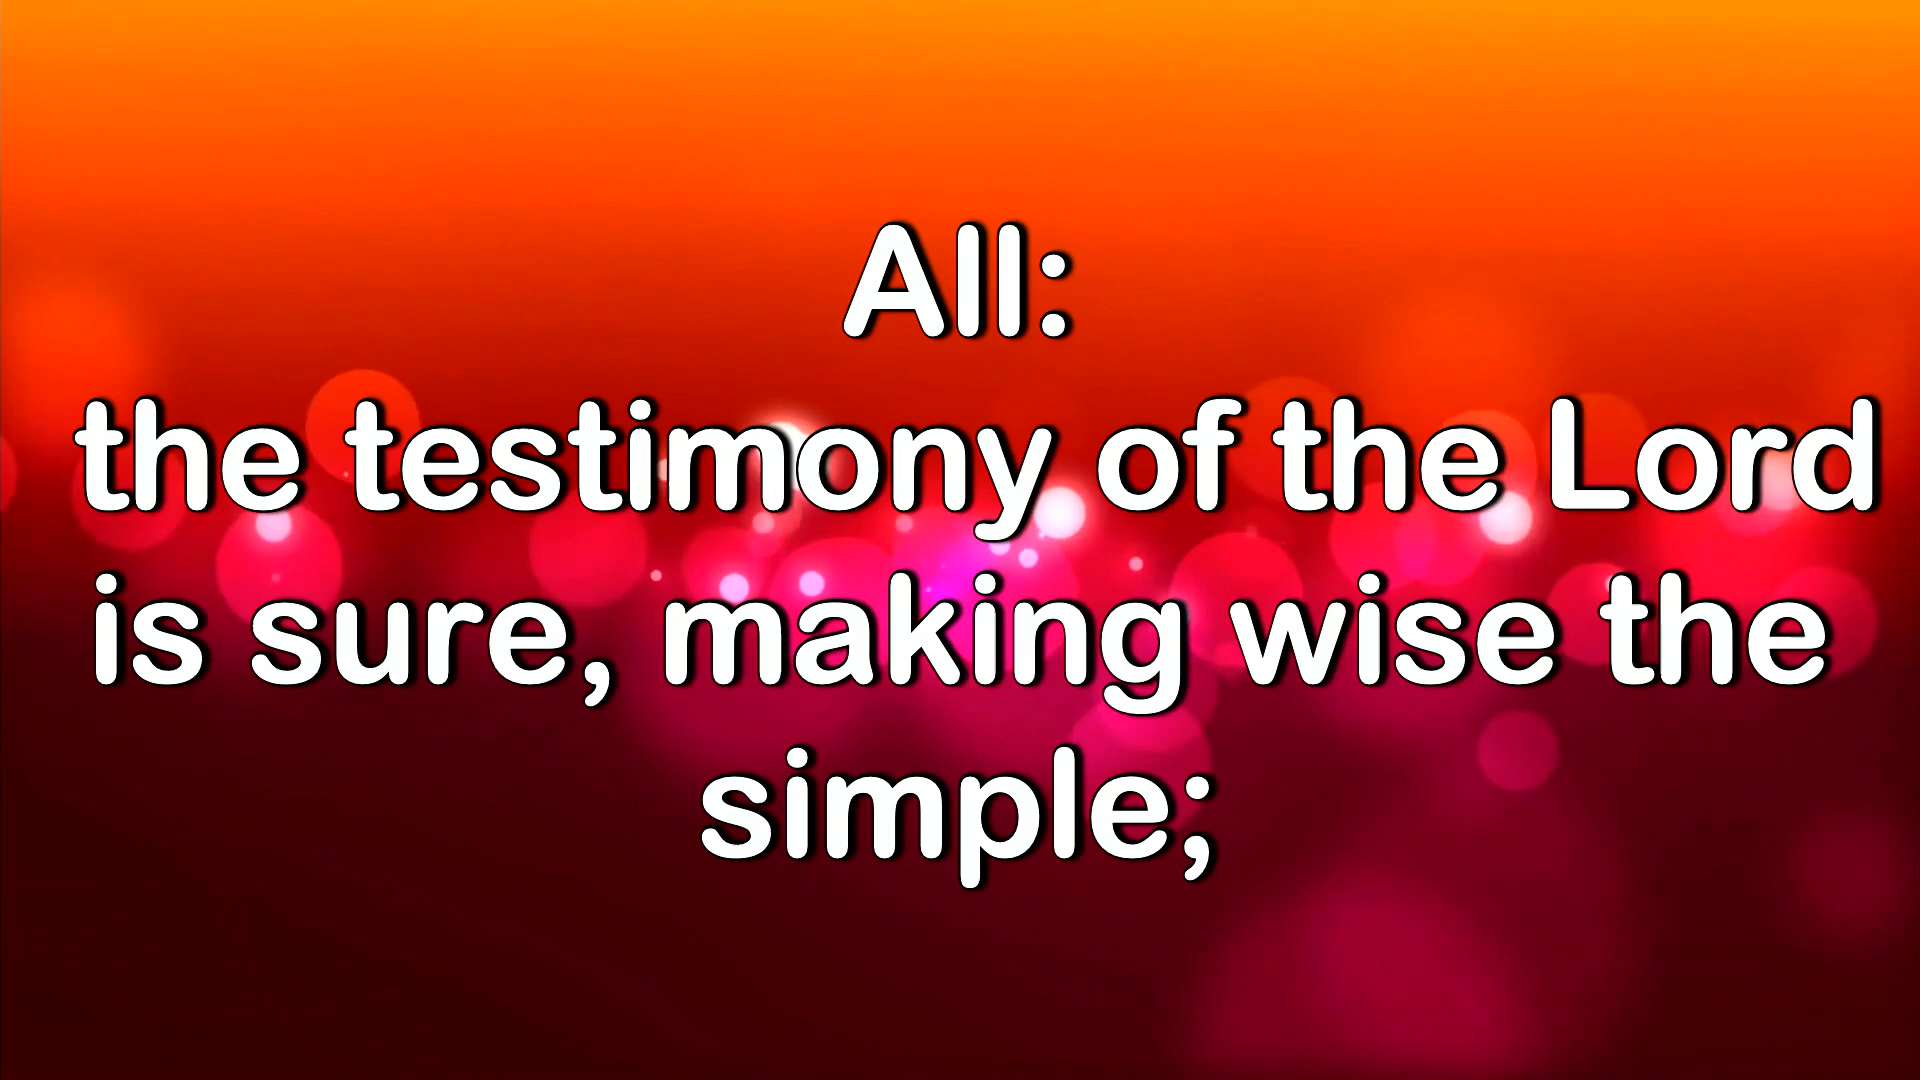 All:
the testimony of the Lord
is sure, making wise the
simple;